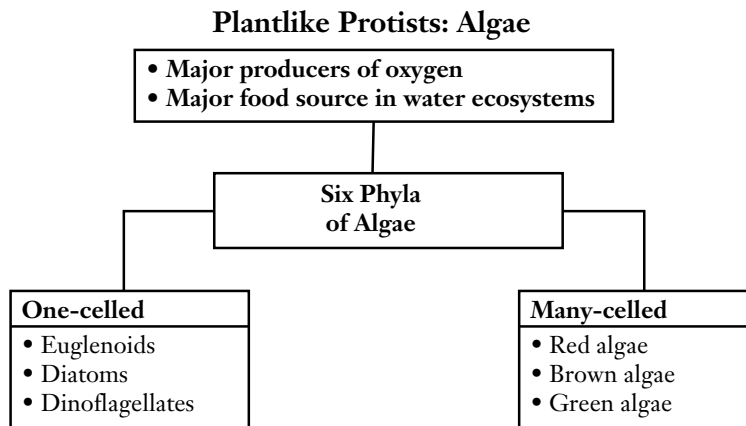 Plantlike Protists: Algae
• Major producers of oxygen
• Major food source in water ecosystems
Six Phyla
of Algae
One-celled
• Euglenoids
• Diatoms
• Dinoflagellates
Many-celled
• Red algae
• Brown algae
• Green algae